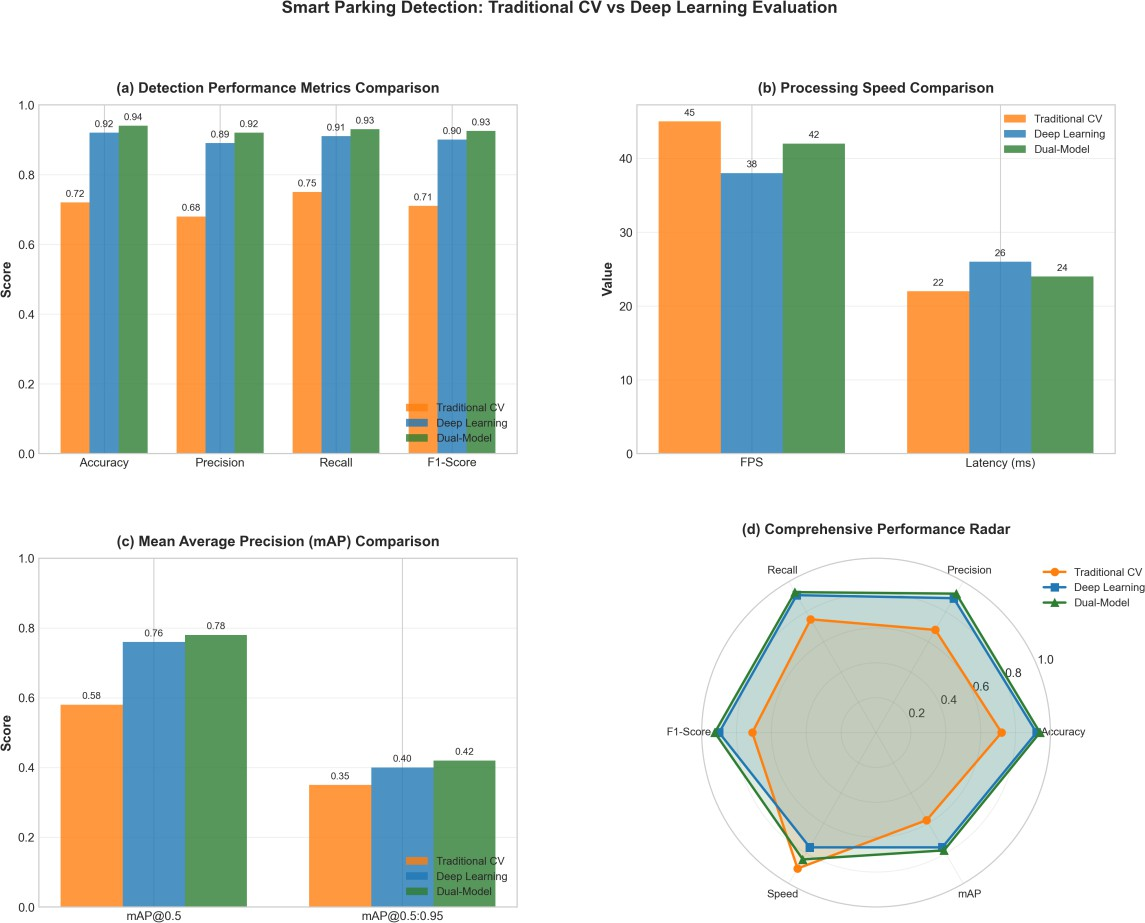 Smart Parking Detection: Traditional CV vs Deep Learning Evaluation
(a) Detection Performance Metrics Comparison
1.0
0.8
0.6
0.4
0.2
0.0
Score
0.72
0.92
0.94
0.68
0.89
0.92
0.75
0.91
0.93
0.71
0.90
0.93
Traditional CV
Deep Learning
Dual-Model
Accuracy
Precision
Recall
F1-Score
(b) Processing Speed Comparison
40
30
20
10
0
Value
45
38
42
22
26
24
Traditional CV
Deep Learning
Dual-Model
FPS
Latency (ms)
(c) Mean Average Precision (mAP) Comparison
1.0
0.8
0.6
0.4
0.2
0.0
Score
0.58
0.76
0.78
0.35
0.40
0.42
Traditional CV
Deep Learning
Dual-Model
mAP@0.5
mAP@0.5:0.95
(d) Comprehensive Performance Radar
Recall
Precision
Traditional CV
Deep Learning
Dual-Model
1.0
0.8
0.6
0.4
0.2
F1-Score
Accuracy
Speed
mAP